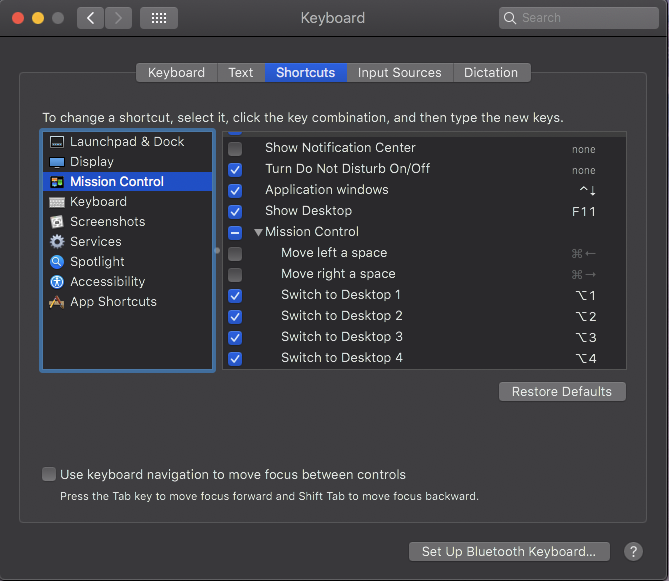 Keyboard
Search
Keyboard Text Shortcuts Input Sources Dictation
To change a shortcut, select it, click the key combination, and then type the new keys.
Launchpad & Dock
Display
Mission Control
Keyboard
Screenshots
Services
Spotlight
Accessibility
App Shortcuts
Show Notification Center none
Turn Do Not Disturb On/Off none
Application windows ^↓
Show Desktop F11
Mission Control
Move left a space ⌘←
Move right a space ⌘→
Switch to Desktop 1 ⌥1
Switch to Desktop 2 ⌥2
Switch to Desktop 3 ⌥3
Switch to Desktop 4 ⌥4
Restore Defaults
Use keyboard navigation to move focus between controls
Press the Tab key to move focus forward and Shift Tab to move focus backward.
Set Up Bluetooth Keyboard... ?